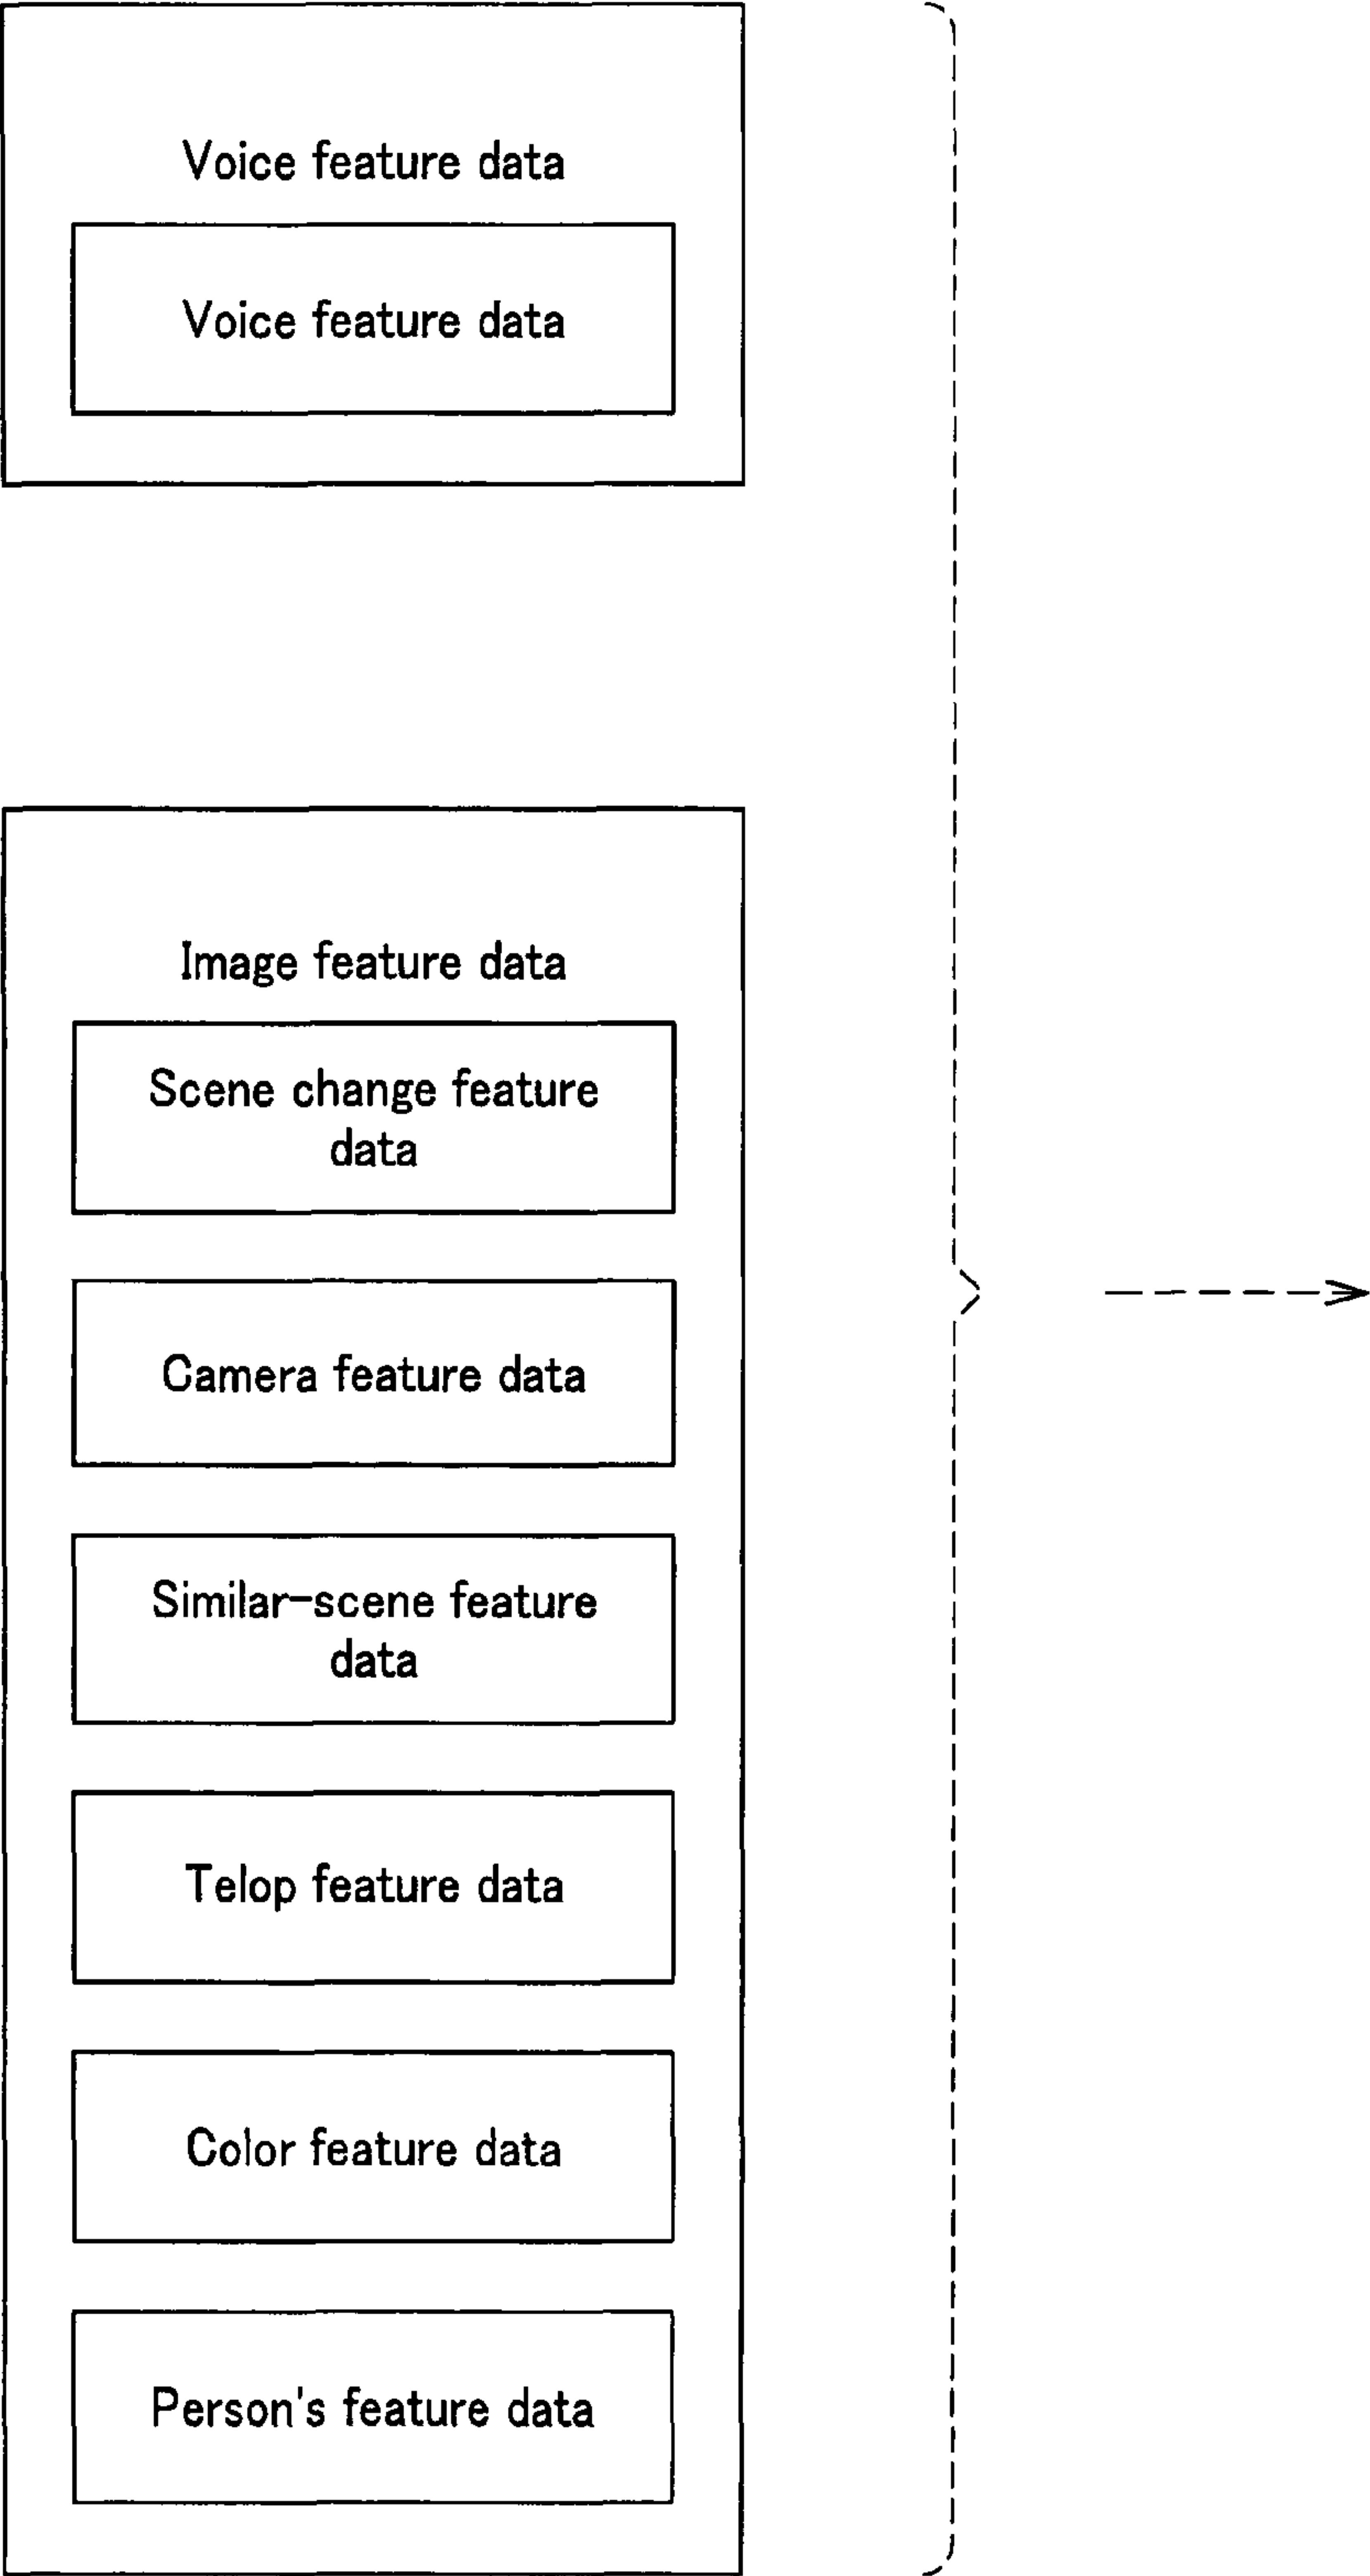 Voice feature data
Voice feature data
Image feature data
Scene change feature
data
Camera feature data
Similar-scene feature
data
Telop feature data
Color feature data
Person's feature data